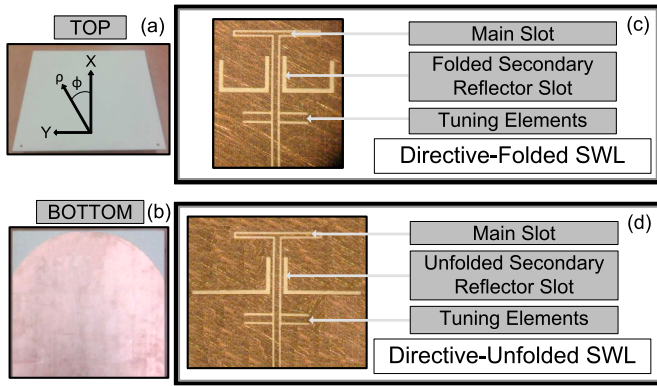 TOP
(a)
X
ρ
ϕ
Y
BOTTOM
(b)
(c)
Main Slot
Folded Secondary
Reflector Slot
Tuning Elements
Directive-Folded SWL
(d)
Main Slot
Unfolded Secondary
Reflector Slot
Tuning Elements
Directive-Unfolded SWL